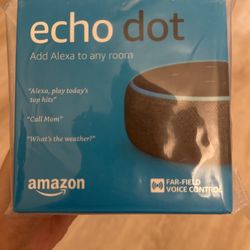 echo dot
Add Alexa to any room
"Alexa, play today's
top hits"
"Call Mom"
"What's the weather?"
amazon
FAR-FIELD
VOICE CONTROL